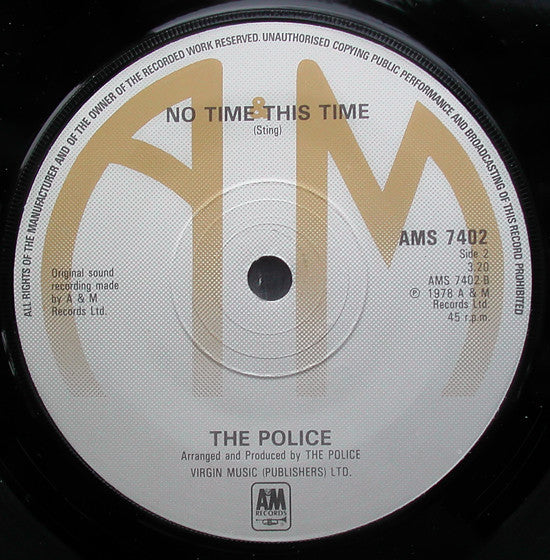 ALL RIGHTS OF THE MANUFACTURER AND OF THE OWNER OF THE RECORDED WORK RESERVED. UNAUTHORISED COPYING PUBLIC PERFORMANCE AND BROADCASTING OF THIS RECORD PROHIBITED
A & M
NO TIME THIS TIME
(Sting)
AMS 7402
Side 2
3.20
AMS 7402 B
℗ 1978 A & M
Records Ltd.
45 r.p.m.
Original sound
recording made
by A & M
Records Ltd.
THE POLICE
Arranged and Produced by THE POLICE
VIRGIN MUSIC (PUBLISHERS) LTD.
A&M
RECORDS